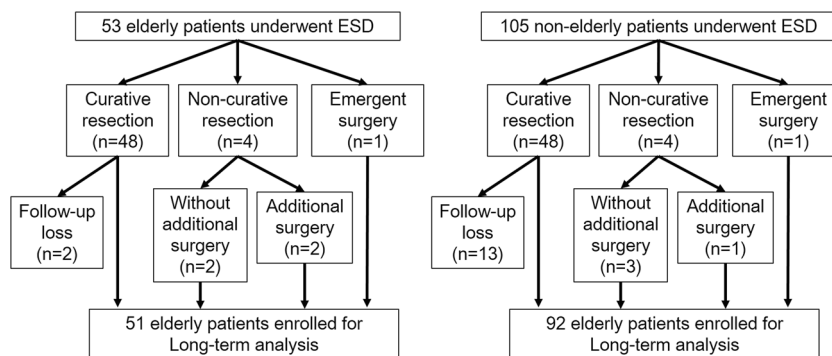 53 elderly patients underwent ESD
Curative
resection
(n=48)
Non-curative
resection
(n=4)
Emergent
surgery
(n=1)
Follow-up
loss
(n=2)
Without
additional
surgery
(n=2)
Additional
surgery
(n=2)
51 elderly patients enrolled for
Long-term analysis
105 non-elderly patients underwent ESD
Curative
resection
(n=48)
Non-curative
resection
(n=4)
Emergent
surgery
(n=1)
Follow-up
loss
(n=13)
Without
additional
surgery
(n=3)
Additional
surgery
(n=1)
92 elderly patients enrolled for
Long-term analysis